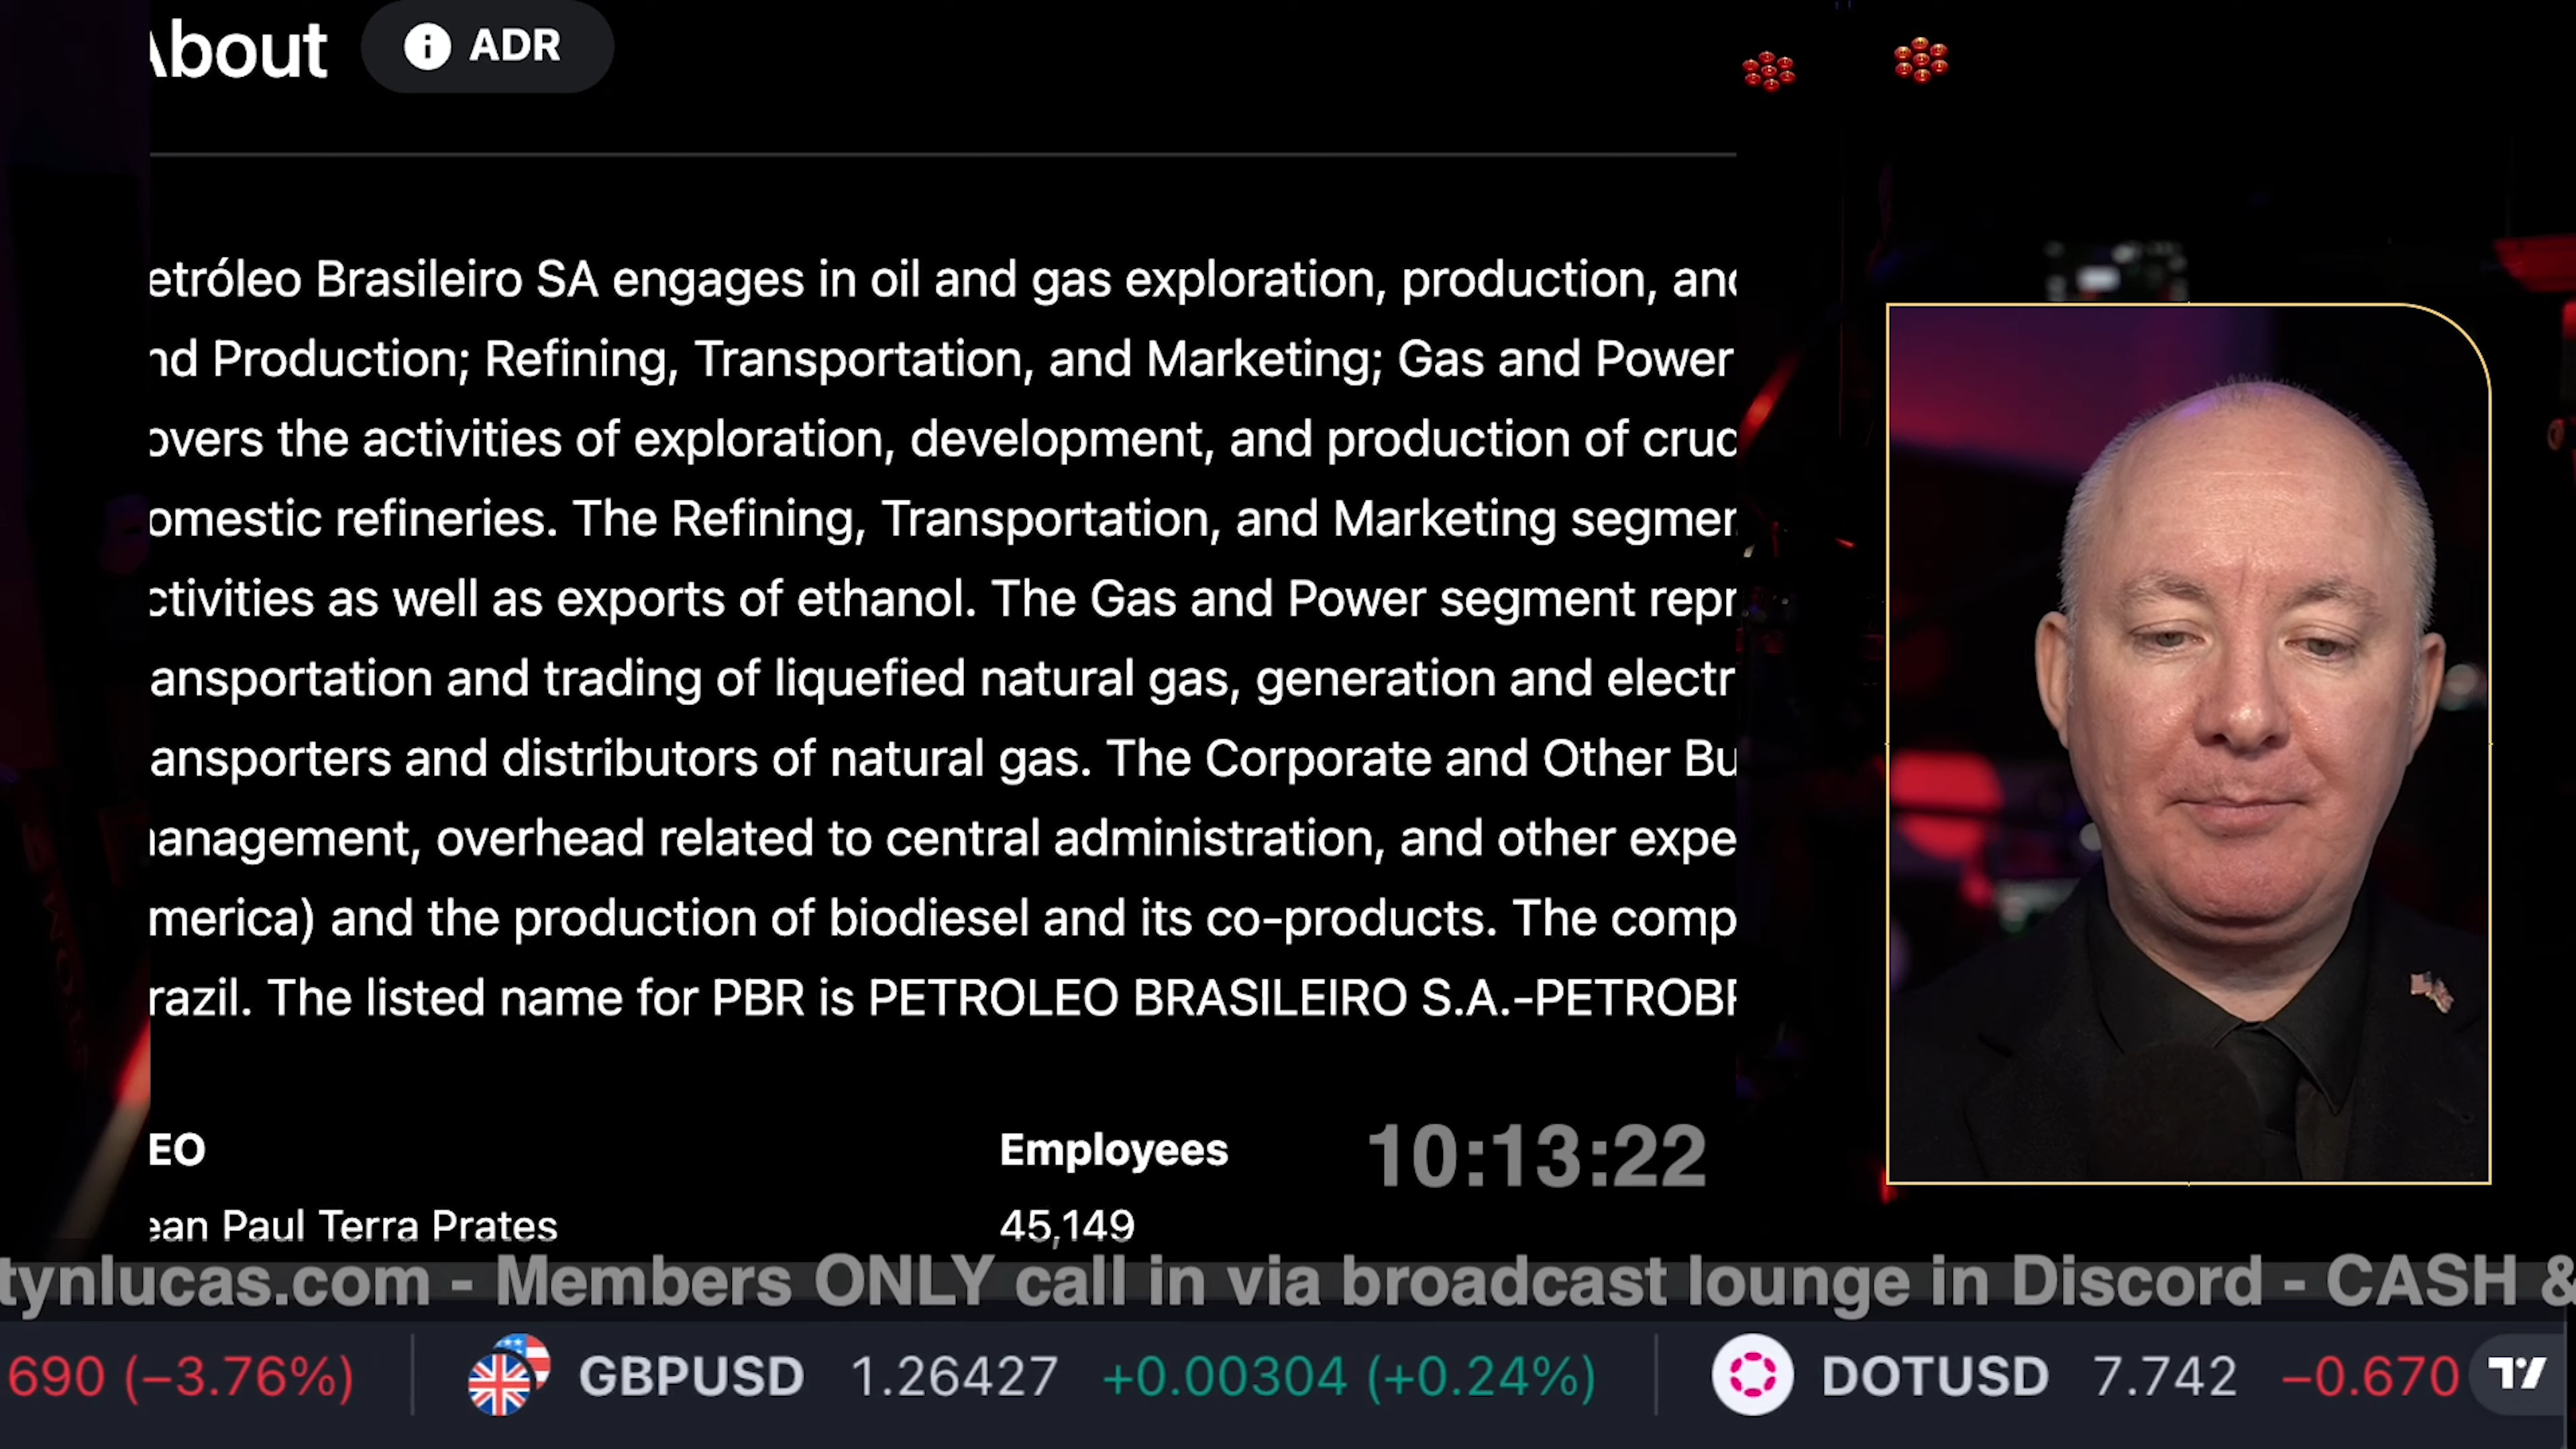 About ADR
etróleo Brasileiro SA engages in oil and gas exploration, production, and
nd Production; Refining, Transportation, and Marketing; Gas and Power
overs the activities of exploration, development, and production of cruc
omestic refineries. The Refining, Transportation, and Marketing segmen
ctivities as well as exports of ethanol. The Gas and Power segment repr
ansportation and trading of liquefied natural gas, generation and electr
ansporters and distributors of natural gas. The Corporate and Other Bu
anagement, overhead related to central administration, and other expe
merica) and the production of biodiesel and its co-products. The comp
razil. The listed name for PBR is PETROLEO BRASILEIRO S.A.-PETROBR
EO Employees 10:13:22
ean Paul Terra Prates 45,149
tynlucas.com - Members ONLY call in via broadcast lounge in Discord - CASH &
690 (−3.76%) GBPUSD 1.26427 +0.00304 (+0.24%) DOTUSD 7.742 −0.670